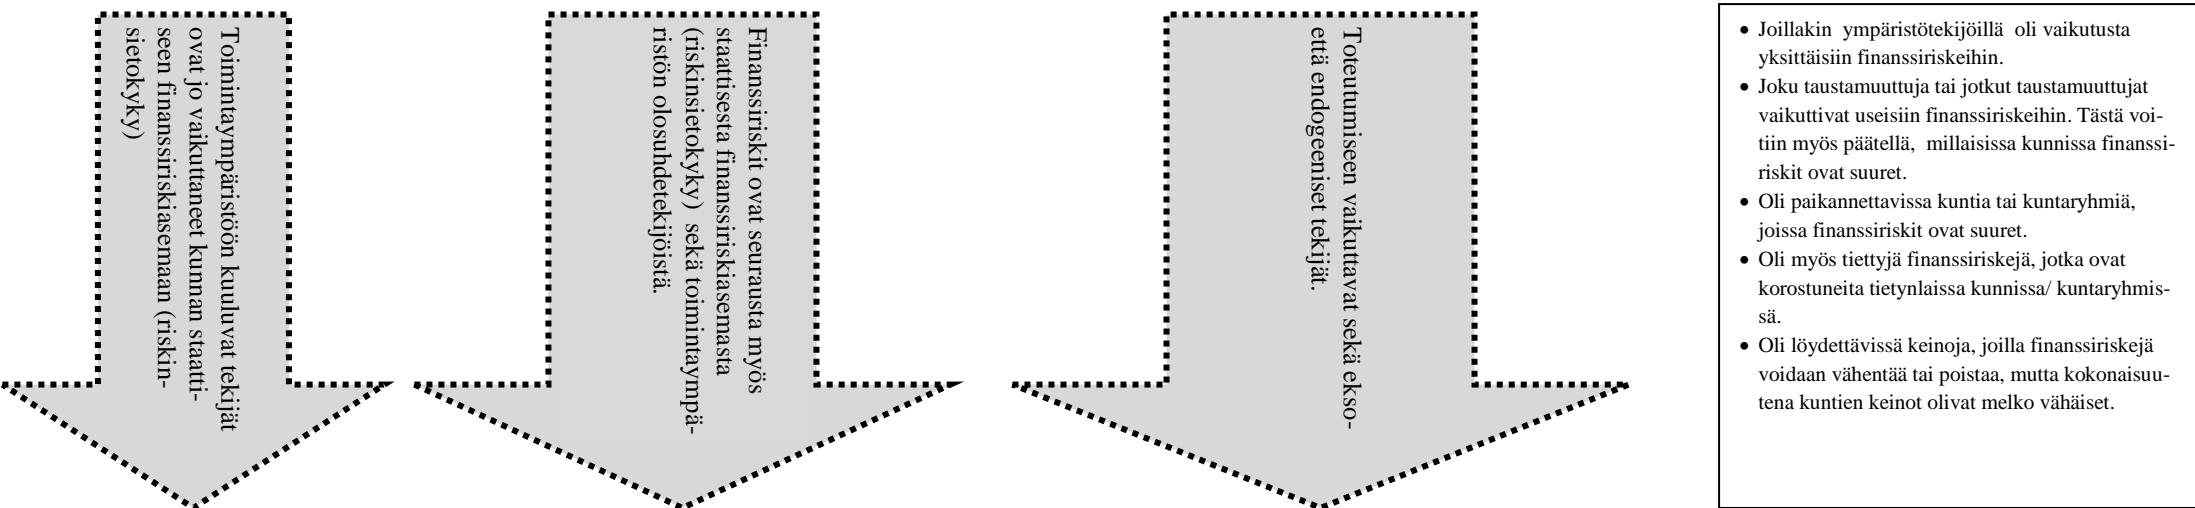 Toimintaympäristöön kuuluvat tekijät
ovat jo vaikuttaneet kunnan staatti-
seen finanssiriskiasemaan (riskin-
sietokyky)
Finanssiriskit ovat seurausta myös
staattisesta finanssiriskiasemasta
(riskinsietokyky) sekä toimintaympä-
ristön olosuhdetekijöistä.
Toteutumiseen vaikuttavat sekä ekso-
että endogeeniset tekijät.
• Joillakin ympäristötekijöillä oli vaikutusta
yksittäisiin finanssiriskeihin.
• Joku taustamuuttuja tai jotkut taustamuuttujat
vaikuttivat useisiin finanssiriskeihin. Tästä voi-
tiin myös päätellä, millaisissa kunnissa finanssi-
riskit ovat suuret.
• Oli paikannettavissa kuntia tai kuntaryhmiä,
joissa finanssiriskit ovat suuret.
• Oli myös tiettyjä finanssiriskejä, jotka ovat
korostuneita tietynlaissa kunnissa/ kuntaryhmis-
sä.
• Oli löydettävissä keinoja, joilla finanssiriskejä
voidaan vähentää tai poistaa, mutta kokonaisuu-
tena kuntien keinot olivat melko vähäiset.